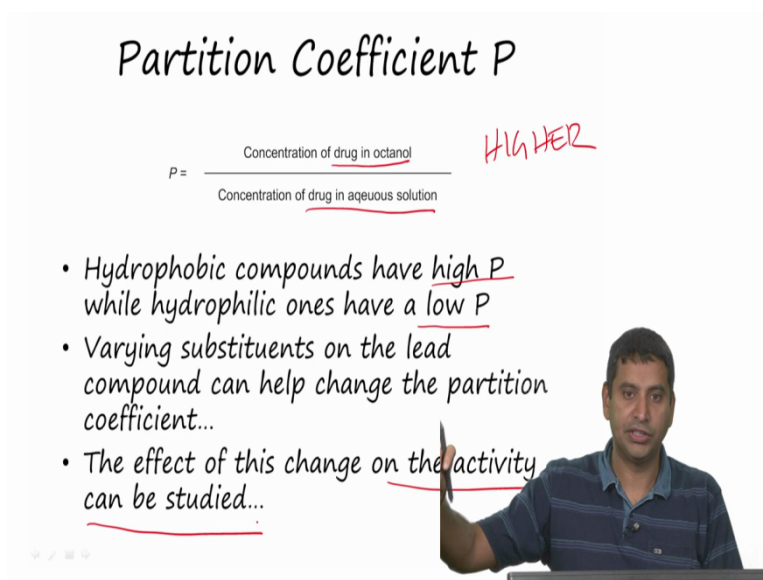 Partition Coefficient P
HIGHER
Concentration of drug in octanol
P =
Concentration of drug in aqeuous solution
• Hydrophobic compounds have high P
while hydrophilic ones have a low P
• Varying substituents on the lead
compound can help change the partition
coefficient...
• The effect of this change on the activity
can be studied...